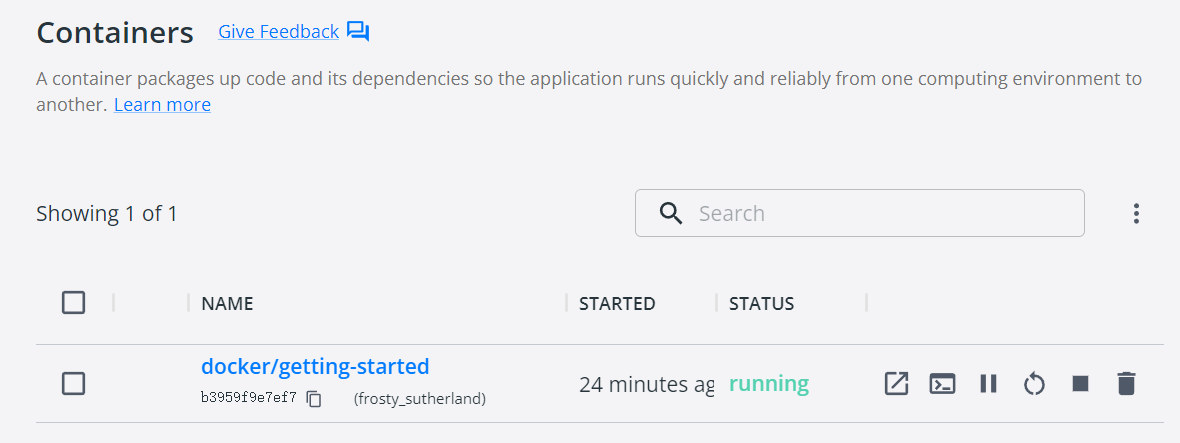 Containers Give Feedback
A container packages up code and its dependencies so the application runs quickly and reliably from one computing environment to
another. Learn more
Showing 1 of 1
Search
NAME STARTED STATUS
docker/getting-started
24 minutes ag running
b3959f9e7ef7 (frosty_sutherland)